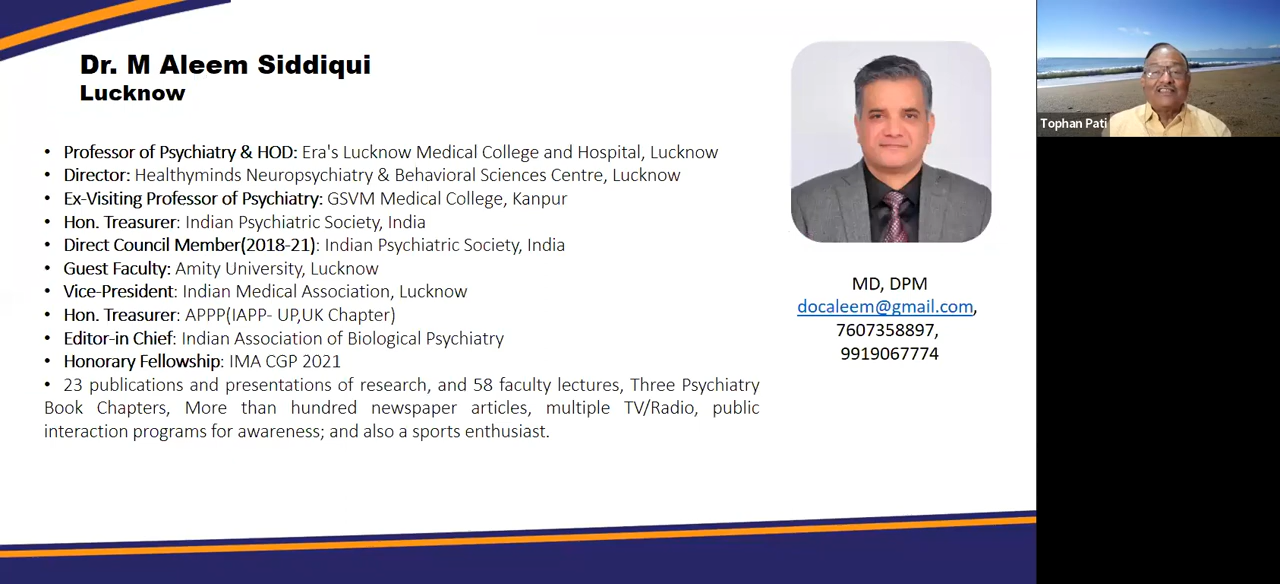 Dr. M Aleem Siddiqui
Lucknow
• Professor of Psychiatry & HOD: Era's Lucknow Medical College and Hospital, Lucknow
• Director: Healthyminds Neuropsychiatry & Behavioral Sciences Centre, Lucknow
• Ex-Visiting Professor of Psychiatry: GSVM Medical College, Kanpur
• Hon. Treasurer: Indian Psychiatric Society, India
• Direct Council Member(2018-21): Indian Psychiatric Society, India
• Guest Faculty: Amity University, Lucknow
• Vice-President: Indian Medical Association, Lucknow
• Hon. Treasurer: APPP(IAPP- UP,UK Chapter)
• Editor-in Chief: Indian Association of Biological Psychiatry
• Honorary Fellowship: IMA CGP 2021
• 23 publications and presentations of research, and 58 faculty lectures, Three Psychiatry
Book Chapters, More than hundred newspaper articles, multiple TV/Radio, public
interaction programs for awareness; and also a sports enthusiast.
MD, DPM
docaleem@gmail.com,
7607358897,
9919067774
Tophan Pati